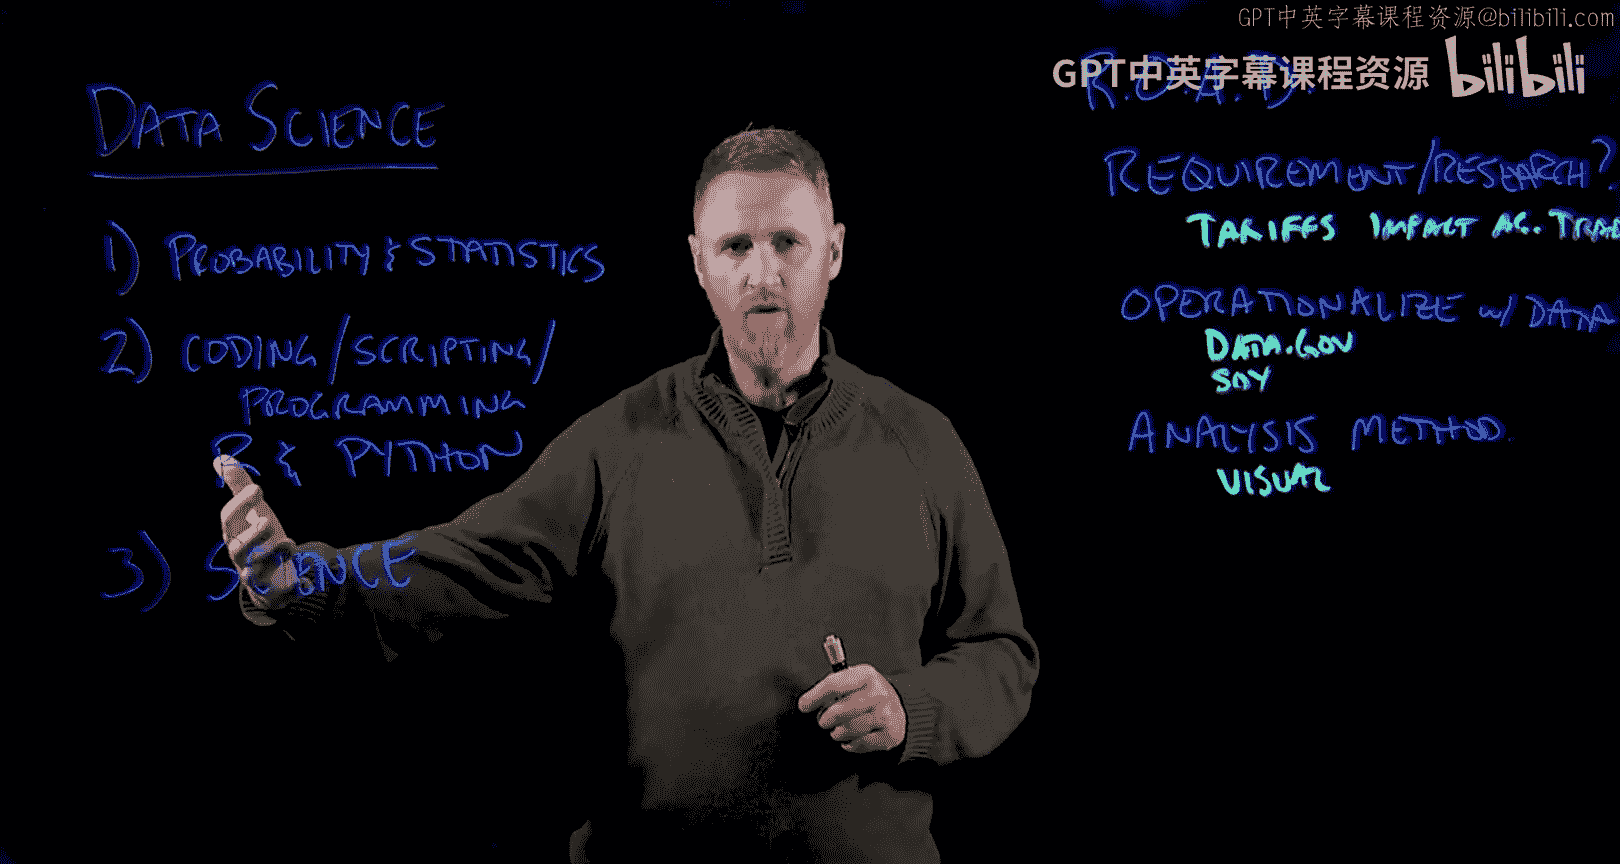 GPT中英字幕课程资源@bilibili.com
GPT中英字幕课程资源 bilibili
DATA SCIENCE
1) PROBABILITY & STATISTICS
2) CODING/SCRIPTING/
PROGRAMMING
R & PYTHON
3) SCIENCE
R.O.A.D.
REQUIREMENT/RESEARCH?
TARIFFS IMPACT AG. TRAD
OPERATIONALIZE w/ DATA
DATA.GOV
SOY
ANALYSIS METHOD.
VISUAL